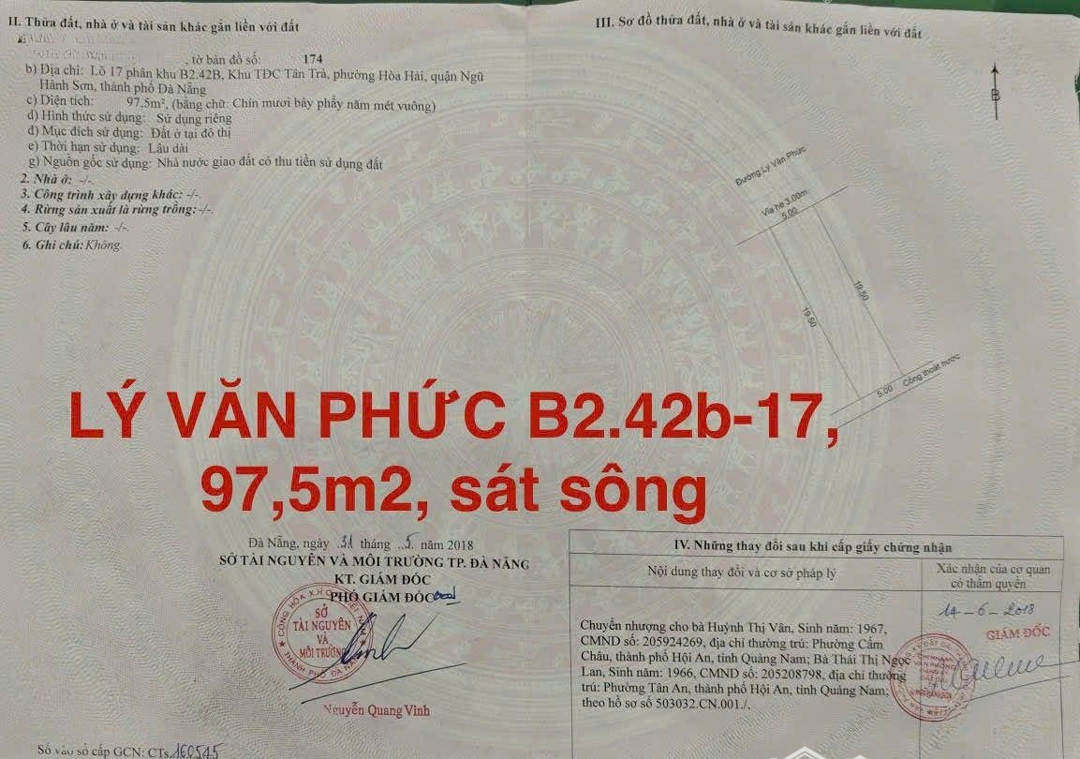 II. Thửa đất, nhà ở và tài sản khác gắn liền với đất
, tờ bản đồ số: 174
b) Địa chỉ: Lô 17 phân khu B2.42B, Khu TĐC Tân Trà, phường Hòa Hải, quận Ngũ
Hành Sơn, thành phố Đà Nẵng
c) Diện tích: 97,5m², (bằng chữ: Chín mươi bảy phẩy năm mét vuông)
d) Hình thức sử dụng: Sử dụng riêng
đ) Mục đích sử dụng: Đất ở tại đô thị
e) Thời hạn sử dụng: Lâu dài
g) Nguồn gốc sử dụng: Nhà nước giao đất có thu tiền sử dụng đất
2. Nhà ở: -/-.
3. Công trình xây dựng khác: -/-.
4. Rừng sản xuất là rừng trồng:-/-.
5. Cây lâu năm: -/-.
6. Ghi chú: Không.
III. Sơ đồ thửa đất, nhà ở và tài sản khác gắn liền với đất
B
Đường Lý Văn Phức
Vỉa hè 3.00m
5.00
19.50
19.50
5.00
Cống thoát nước
LÝ VĂN PHỨC B2.42b-17,
97,5m2, sát sông
Đà Nẵng, ngày 31 tháng 5 năm 2018
SỞ TÀI NGUYÊN VÀ MÔI TRƯỜNG TP. ĐÀ NẴNG
KT. GIÁM ĐỐC
PHÓ GIÁM ĐỐC
SỞ
TÀI NGUYÊN
VÀ
MÔI TRƯỜNG
Nguyễn Quang Vinh
Số vào sổ cấp GCN: CTs 160545
IV. Những thay đổi sau khi cấp giấy chứng nhận
Nội dung thay đổi và cơ sở pháp lý
Xác nhận của cơ quan
có thẩm quyền
Chuyển nhượng cho bà Huỳnh Thị Vân, Sinh năm: 1967,
CMND số: 205924269, địa chỉ thường trú: Phường Cẩm
Châu, thành phố Hội An, tỉnh Quảng Nam; Bà Thái Thị Ngọc
Lan, Sinh năm: 1966, CMND số: 205208798, địa chỉ thường
trú: Phường Tân An, thành phố Hội An, tỉnh Quảng Nam;
theo hồ sơ số 503032.CN.001./.
14-6-2018
GIÁM ĐỐC